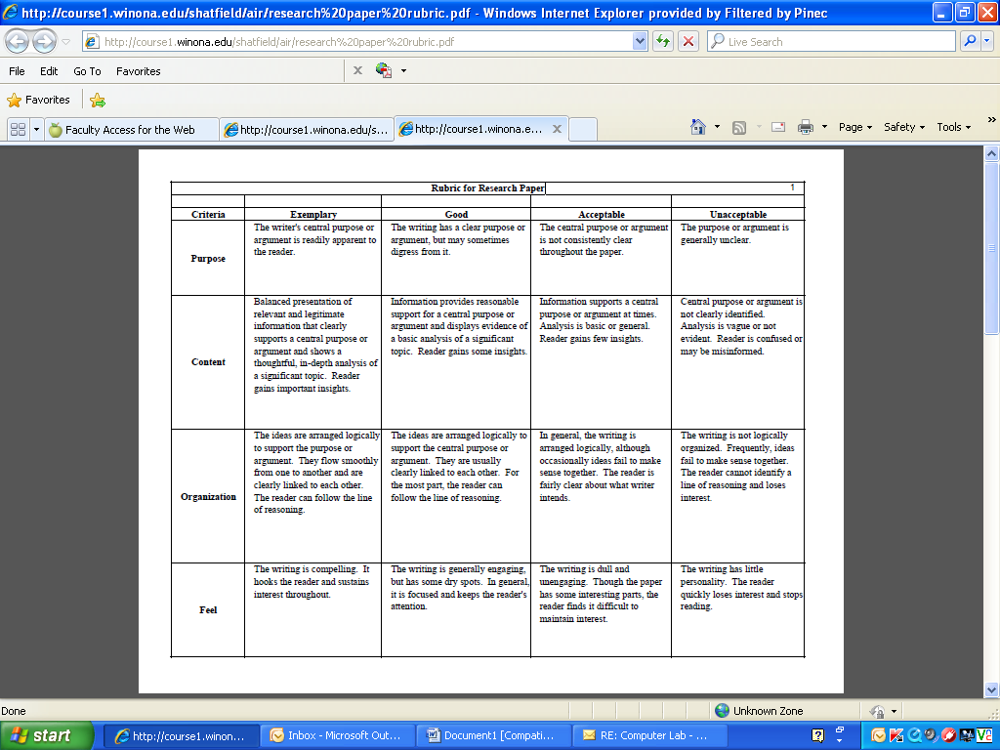 http://course1.winona.edu/shatfield/air/research%20paper%20rubric.pdf - Windows Internet Explorer provided by Filtered by Pinec
http://course1.winona.edu/shatfield/air/research%20paper%20rubric.pdf
Live Search
File Edit Go To Favorites
Favorites
Faculty Access for the Web
http://course1.winona.edu/s...
http://course1.winona.e...
Page Safety Tools
Rubric for Research Paper 1
Criteria Exemplary Good Acceptable Unacceptable
Purpose
The writer's central purpose or
argument is readily apparent to
the reader.
The writing has a clear purpose or
argument, but may sometimes
digress from it.
The central purpose or argument
is not consistently clear
throughout the paper.
The purpose or argument is
generally unclear.
Content
Balanced presentation of
relevant and legitimate
information that clearly
supports a central purpose or
argument and shows a
thoughtful, in-depth analysis of
a significant topic. Reader
gains important insights.
Information provides reasonable
support for a central purpose or
argument and displays evidence of
a basic analysis of a significant
topic. Reader gains some insights.
Information supports a central
purpose or argument at times.
Analysis is basic or general.
Reader gains few insights.
Central purpose or argument is
not clearly identified.
Analysis is vague or not
evident. Reader is confused or
may be misinformed.
Organization
The ideas are arranged logically
to support the purpose or
argument. They flow smoothly
from one to another and are
clearly linked to each other.
The reader can follow the line
of reasoning.
The ideas are arranged logically to
support the central purpose or
argument. They are usually
clearly linked to each other. For
the most part, the reader can
follow the line of reasoning.
In general, the writing is
arranged logically, although
occasionally ideas fail to make
sense together. The reader is
fairly clear about what writer
intends.
The writing is not logically
organized. Frequently, ideas
fail to make sense together.
The reader cannot identify a
line of reasoning and loses
interest.
Feel
The writing is compelling. It
hooks the reader and sustains
interest throughout.
The writing is generally engaging,
but has some dry spots. In general,
it is focused and keeps the reader's
attention.
The writing is dull and
unengaging. Though the paper
has some interesting parts, the
reader finds it difficult to
maintain interest.
The writing has little
personality. The reader
quickly loses interest and stops
reading.
Done
Unknown Zone
start
http://course1.winon...
Inbox - Microsoft Out...
Document1 [Compati...
RE: Computer Lab - ...